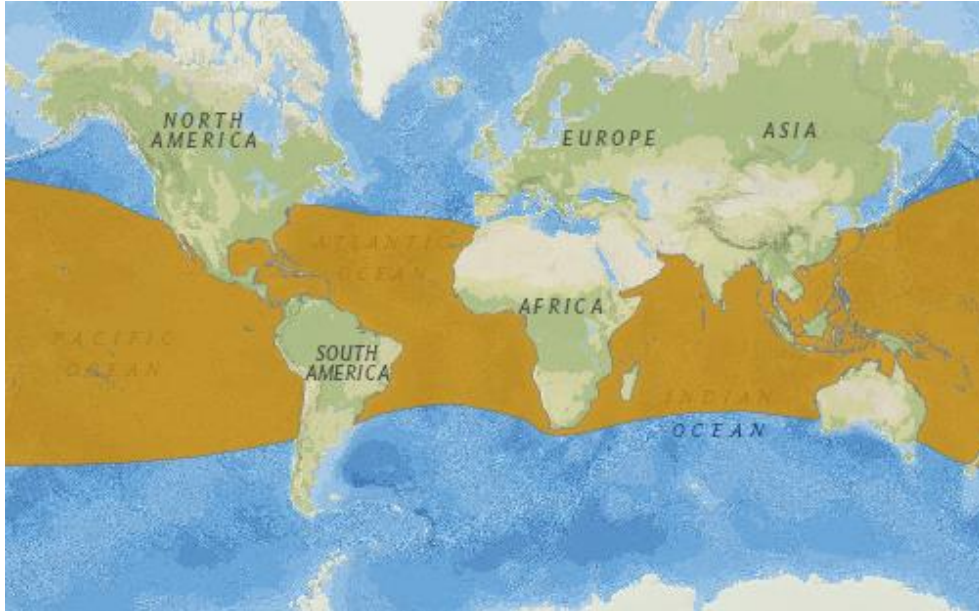 NORTH
AMERICA
EUROPE
ASIA
ATLANTIC
OCEAN
AFRICA
PACIFIC
OCEAN
SOUTH
AMERICA
INDIAN
OCEAN